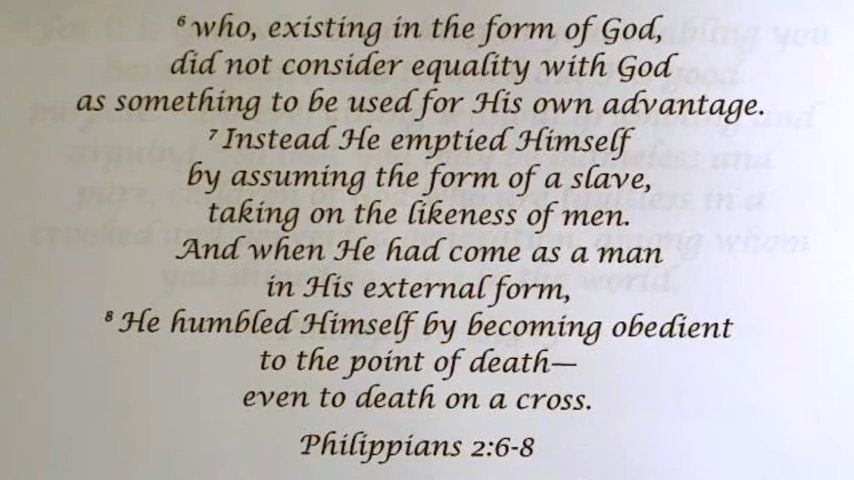 ⁶ who, existing in the form of God,
did not consider equality with God
as something to be used for His own advantage.
⁷ Instead He emptied Himself
by assuming the form of a slave,
taking on the likeness of men.
And when He had come as a man
in His external form,
⁸ He humbled Himself by becoming obedient
to the point of death—
even to death on a cross.
Philippians 2:6-8